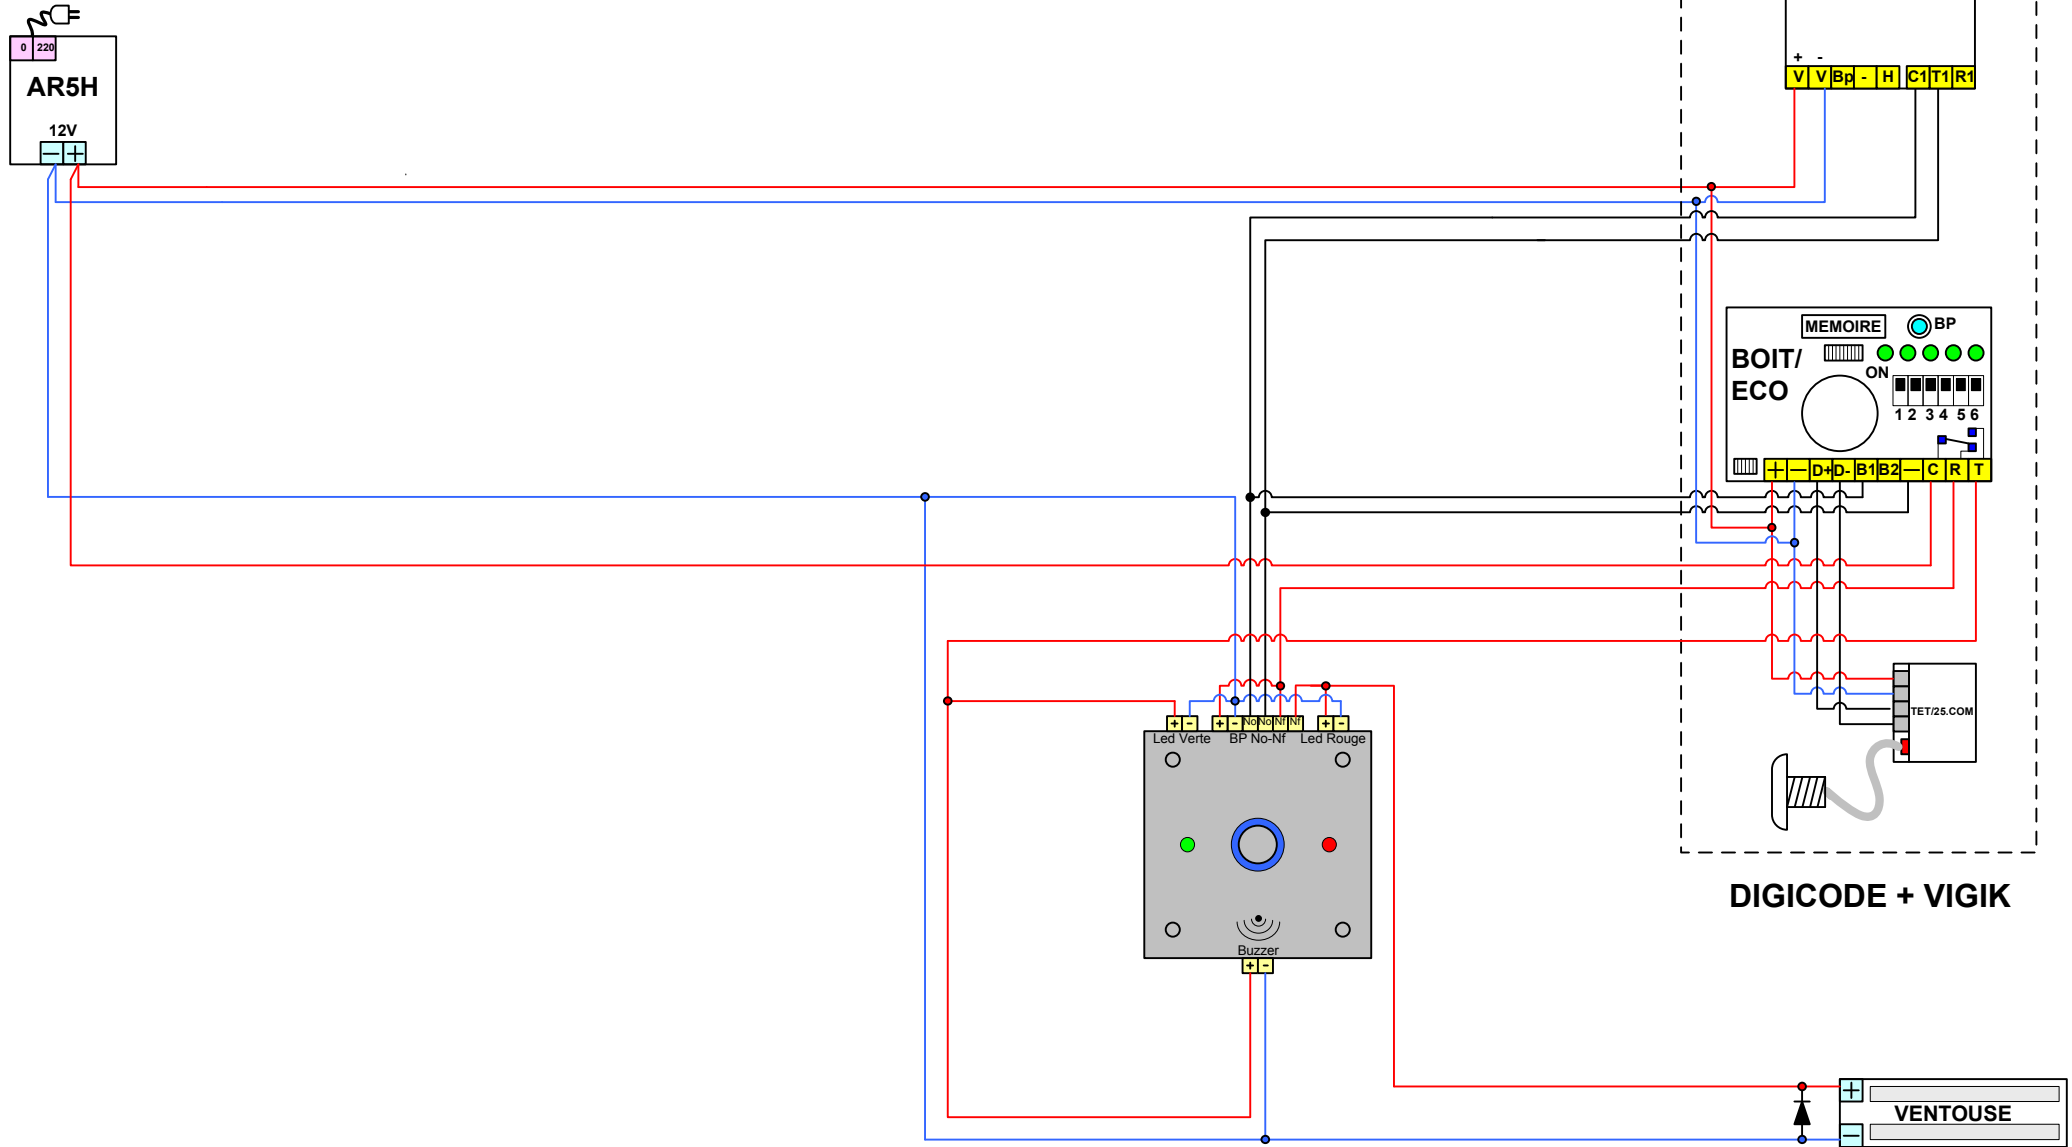 0 220
AR5H
12V
— +
+ -
V V Bp - H C1 T1 R1
MEMOIRE BP
BOIT/
ECO
ON
1 2 3 4 5 6
+ — D+ D- B1 B2 — C R T
TET/25.COM
+ - + - No No Nf Nf + -
Led Verte BP No-Nf Led Rouge
Buzzer
+ -
DIGICODE + VIGIK
+
VENTOUSE
—